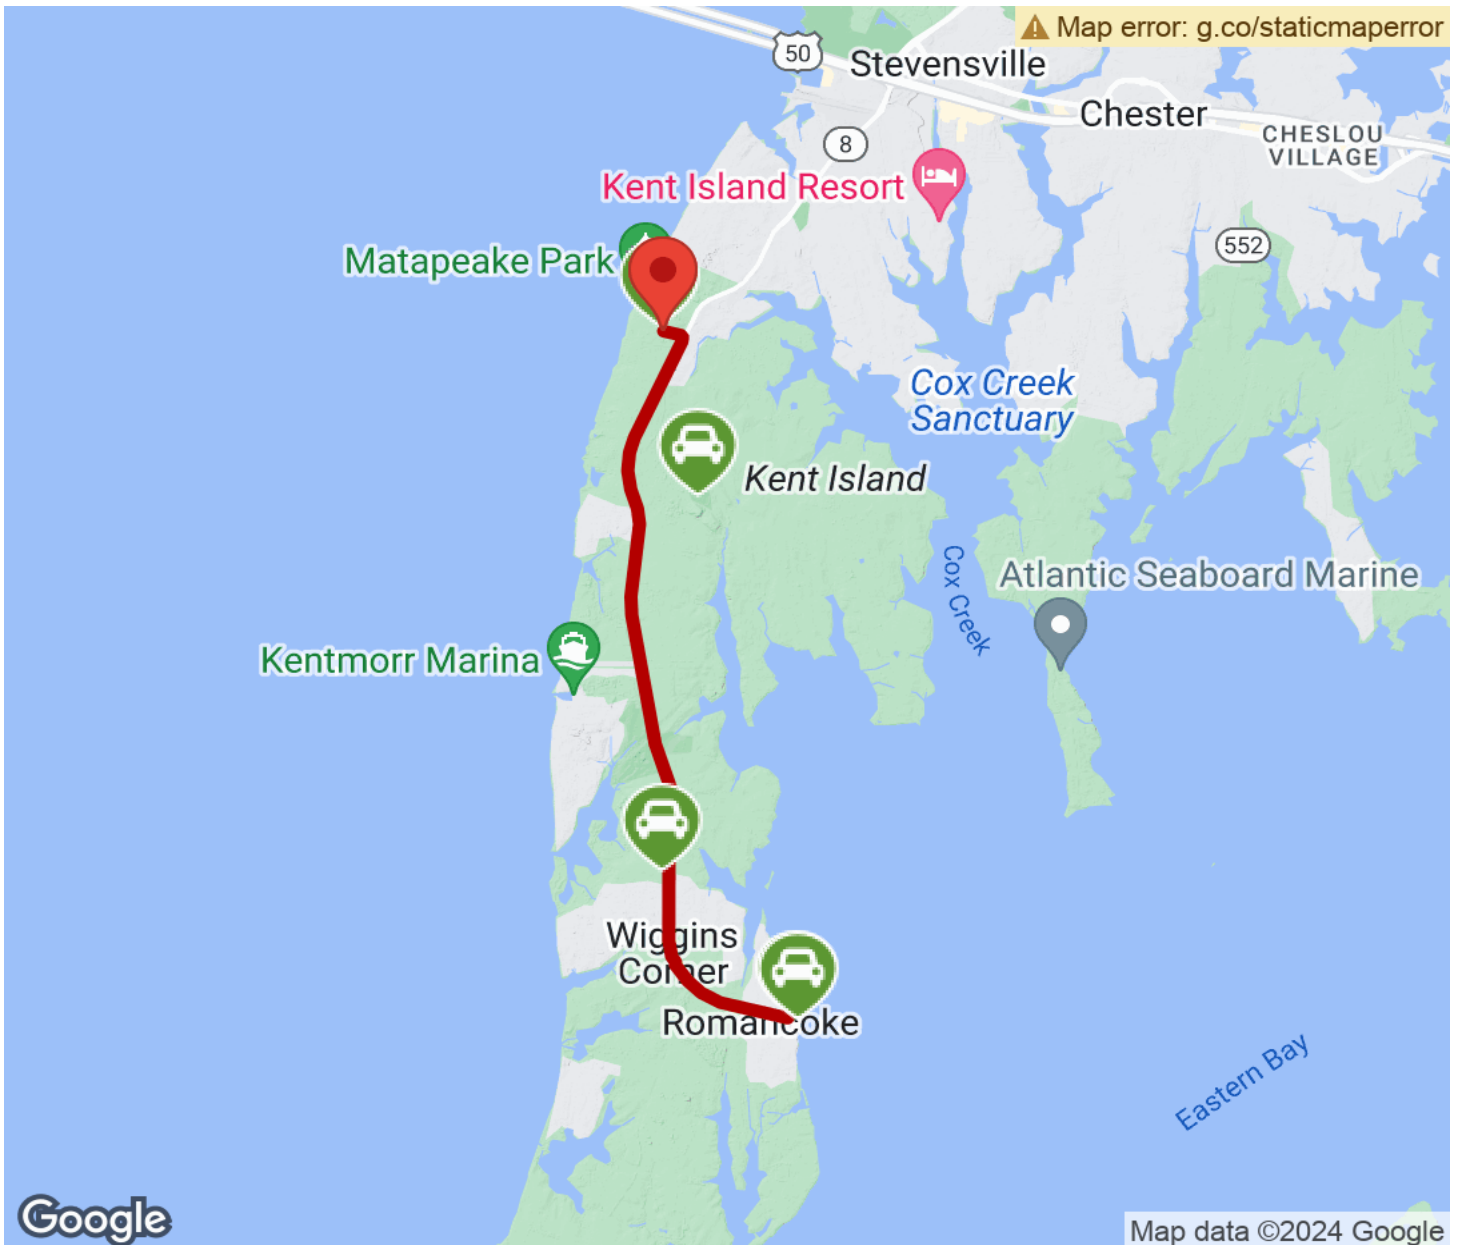 Map error: g.co/staticmaperror
50
Stevensville
Chester
CHESLOU
VILLAGE
8
Kent Island Resort
552
Matapeake Park
Cox Creek
Sanctuary
Kent Island
Cox Creek
Atlantic Seaboard Marine
Kentmorr Marina
Wiggins
Corner
Romancoke
Eastern Bay
Google
Map data ©2024 Google